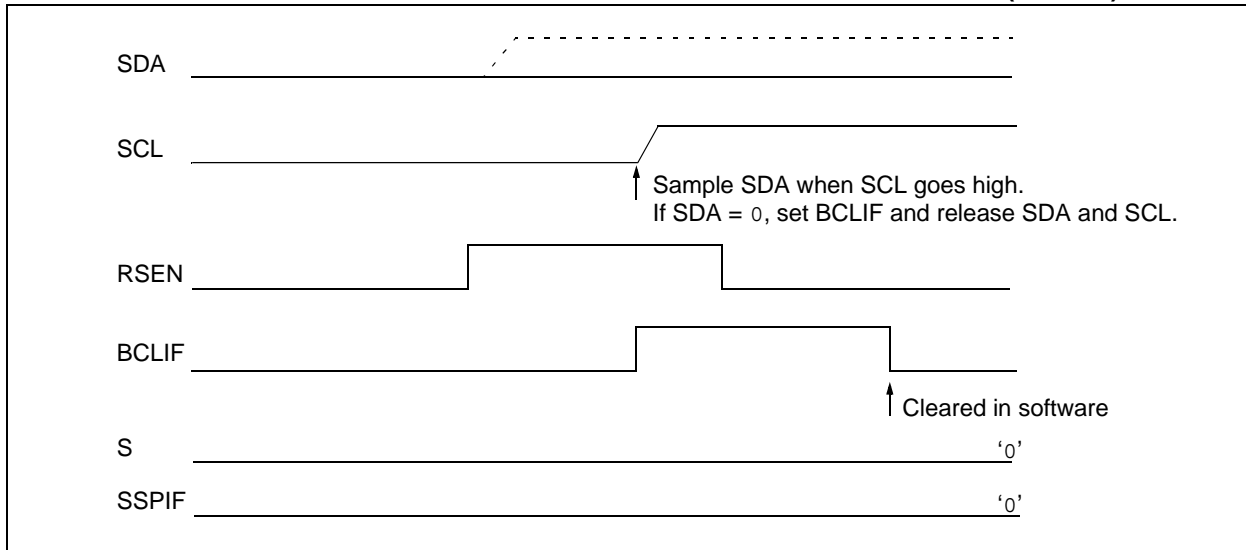 SDA
SCL
Sample SDA when SCL goes high.
If SDA = 0, set BCLIF and release SDA and SCL.
RSEN
BCLIF
Cleared in software
S
‘0’
SSPIF
‘0’